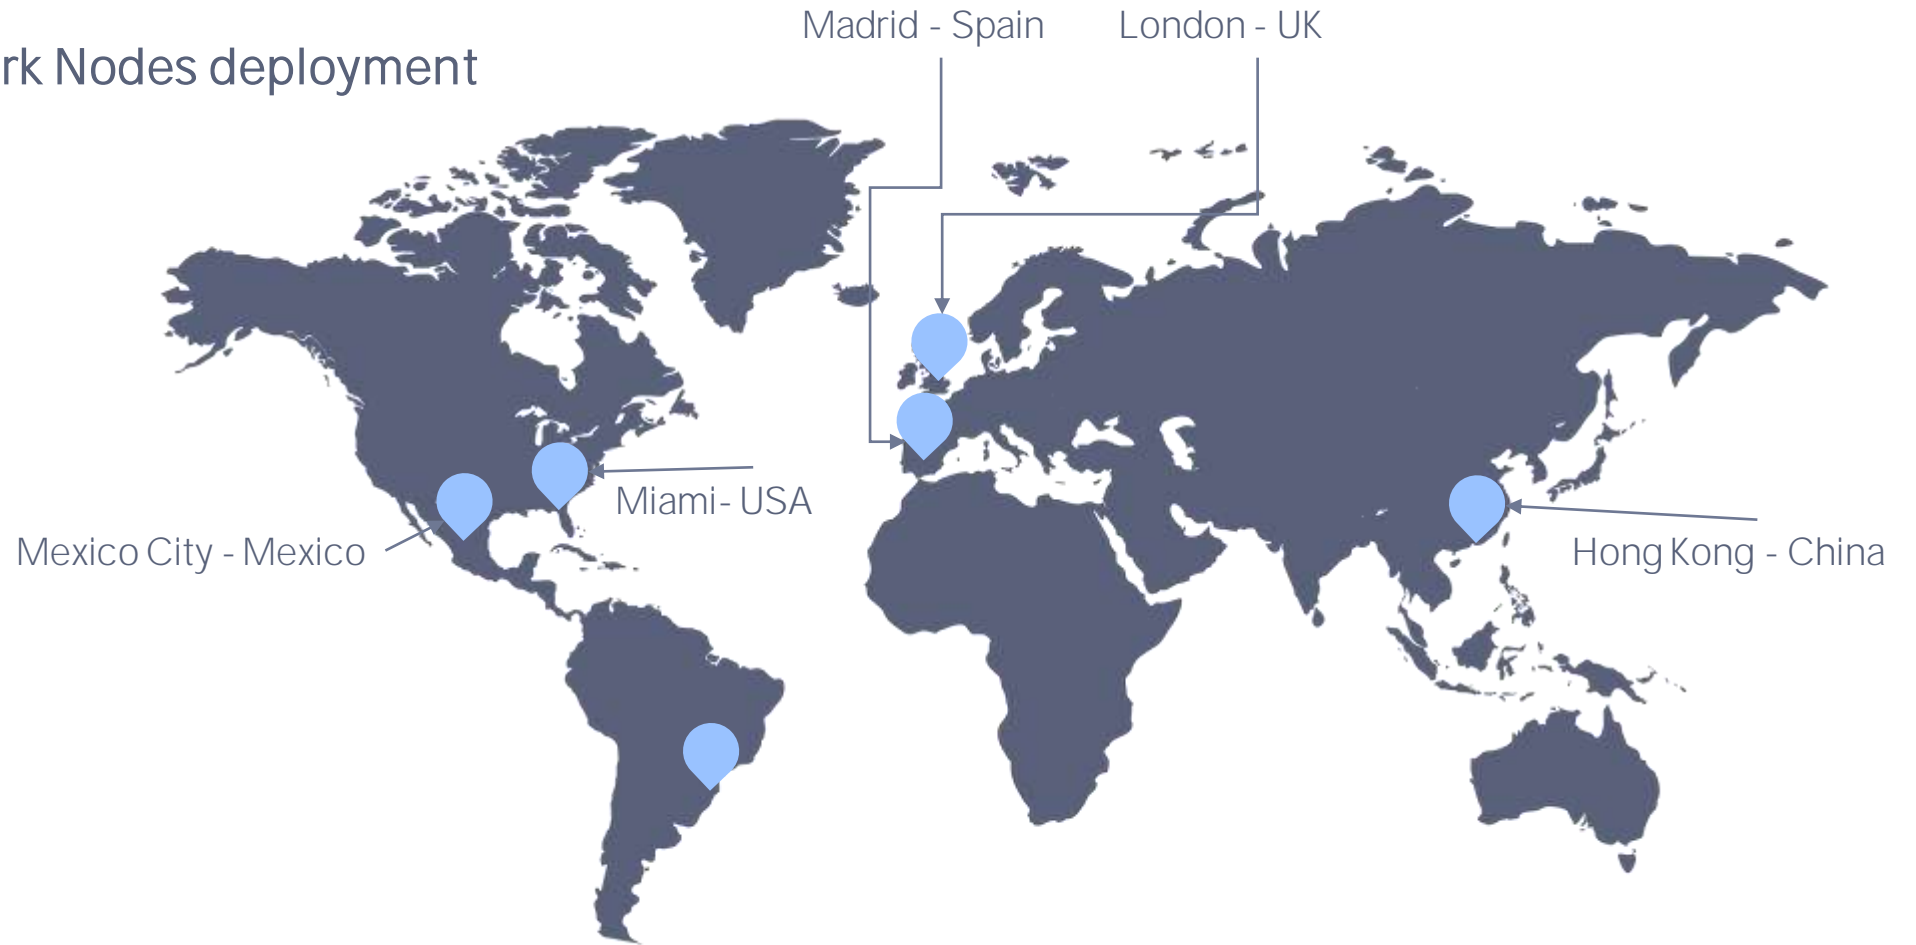 Madrid - Spain
London - UK
rk Nodes deployment
Miami- USA
Mexico City - Mexico
Hong Kong - China